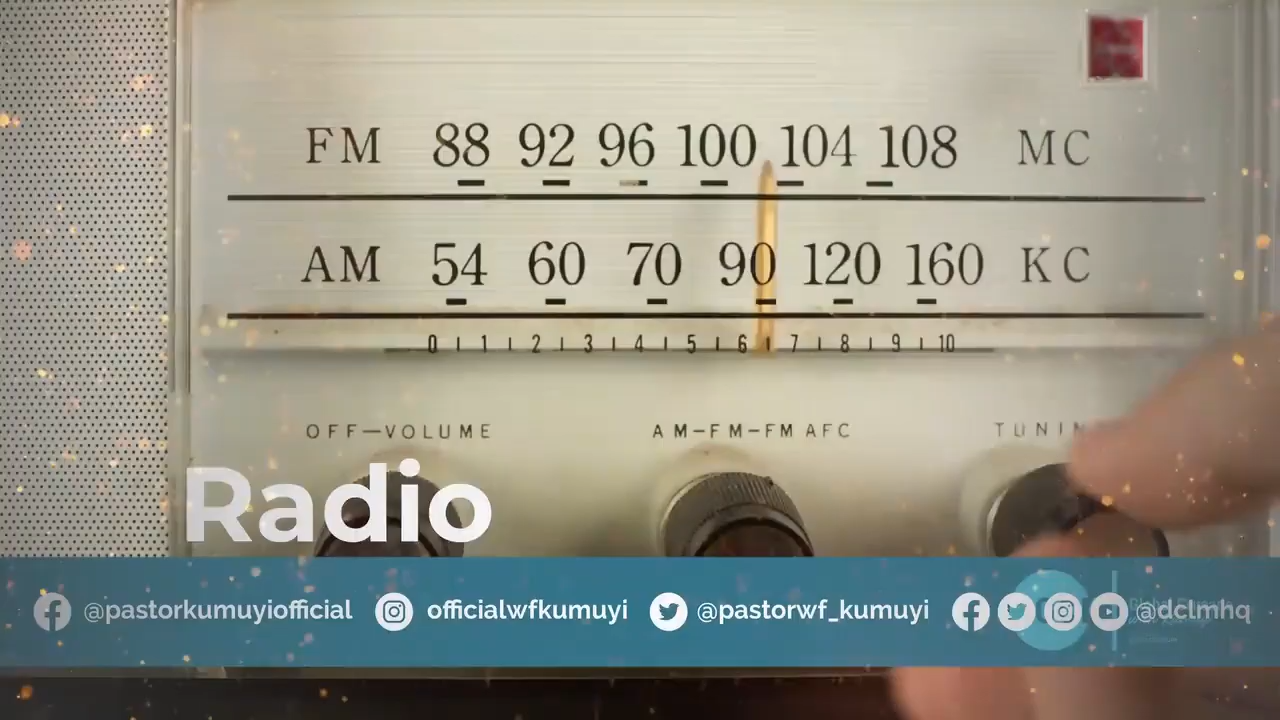 FM 88 92 96 100 104 108 MC
AM 54 60 70 90 120 160 KC
0 1 2 3 4 5 6 7 8 9 10
OFF—VOLUME AM—FM—FM AFC
Radio
@pastorkumuyiofficial officialwfkumuyi @pastorwf_kumuyi @dclmhq